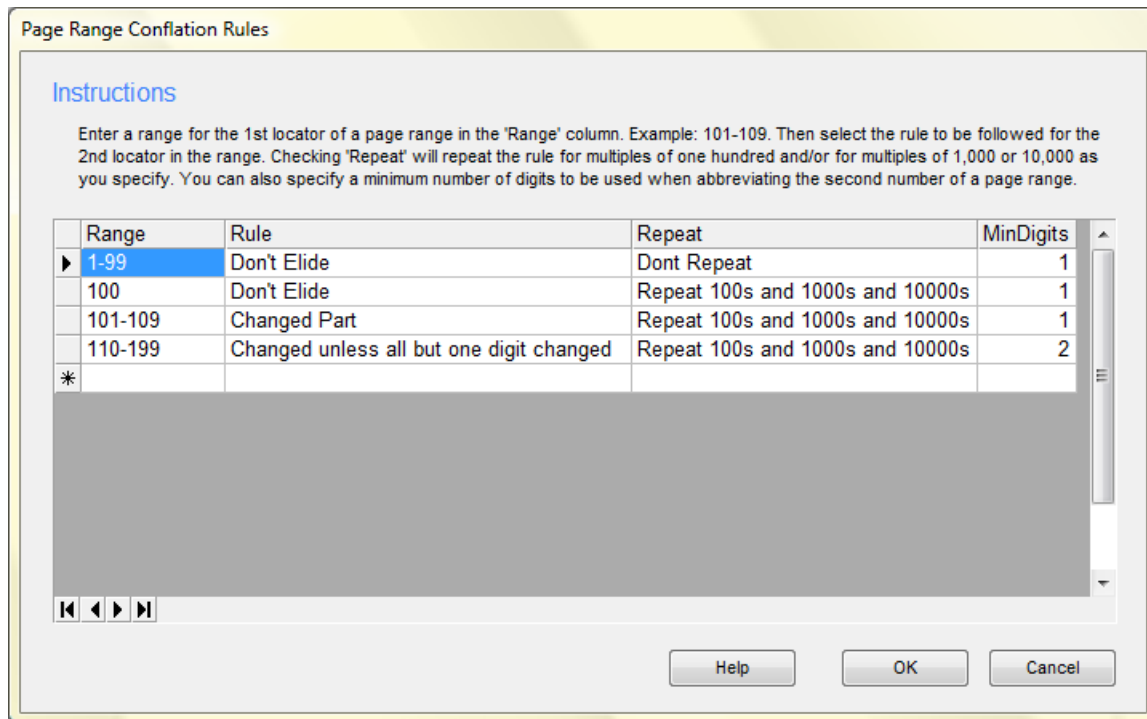 Page Range Conflation Rules
Instructions
Enter a range for the 1st locator of a page range in the 'Range' column. Example: 101-109. Then select the rule to be followed for the
2nd locator in the range. Checking 'Repeat' will repeat the rule for multiples of one hundred and/or for multiples of 1,000 or 10,000 as
you specify. You can also specify a minimum number of digits to be used when abbreviating the second number of a page range.
Range Rule Repeat MinDigits
1-99 Don't Elide Dont Repeat 1
100 Don't Elide Repeat 100s and 1000s and 10000s 1
101-109 Changed Part Repeat 100s and 1000s and 10000s 1
110-199 Changed unless all but one digit changed Repeat 100s and 1000s and 10000s 2
Help OK Cancel